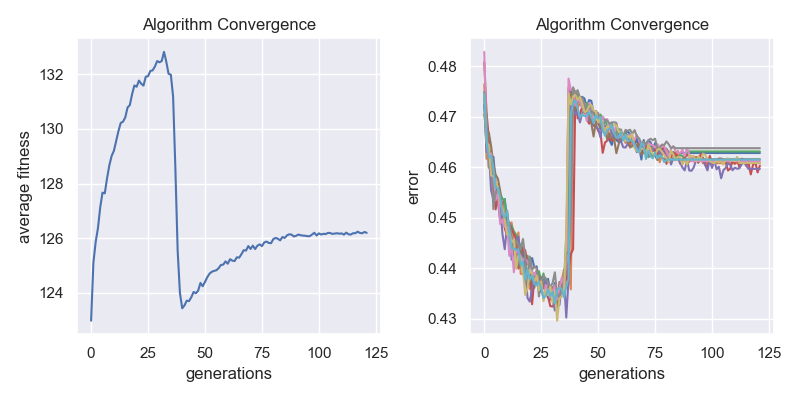 Algorithm Convergence
average fitness
132
130
128
126
124
0 25 50 75 100 125
generations
Algorithm Convergence
error
0.48
0.47
0.46
0.45
0.44
0.43
0 25 50 75 100 125
generations